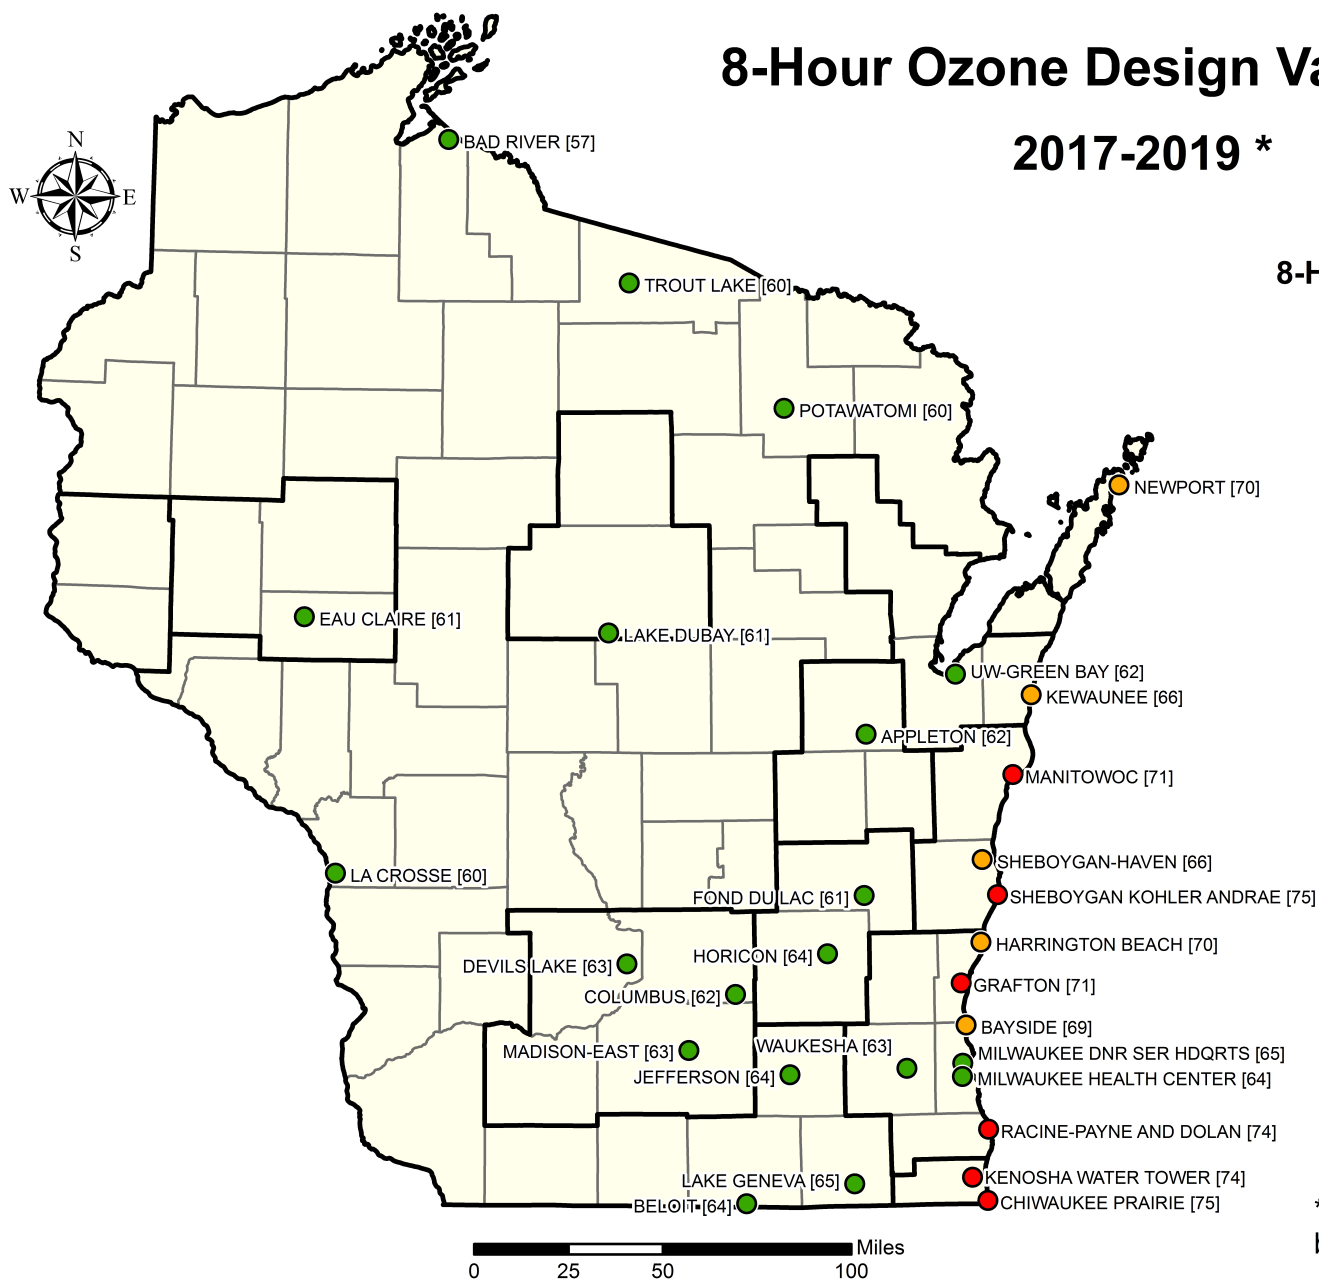 8-Hour Ozone Design Va
2017-2019 *
8-H
N
W E
S
BAD RIVER [57]
TROUT LAKE [60]
POTAWATOMI [60]
NEWPORT [70]
EAU CLAIRE [61]
LAKE DUBAY [61]
UW-GREEN BAY [62]
KEWAUNEE [66]
APPLETON [62]
MANITOWOC [71]
SHEBOYGAN-HAVEN [66]
LA CROSSE [60]
FOND DU LAC [61]
SHEBOYGAN KOHLER ANDRAE [75]
HARRINGTON BEACH [70]
HORICON [64]
DEVILS LAKE [63]
GRAFTON [71]
COLUMBUS [62]
BAYSIDE [69]
WAUKESHA [63]
MADISON-EAST [63]
MILWAUKEE DNR SER HDQRTS [65]
JEFFERSON [64]
MILWAUKEE HEALTH CENTER [64]
RACINE-PAYNE AND DOLAN [74]
KENOSHA WATER TOWER [74]
LAKE GENEVA [65]
CHIWAUKEE PRAIRIE [75]
BELOIT [64]
*
b
Miles
0 25 50 100